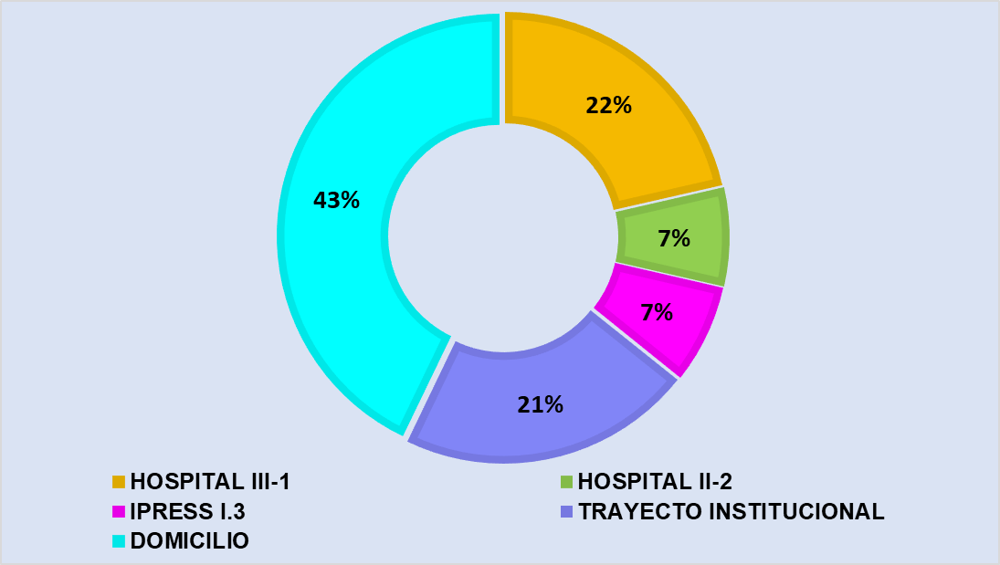 22%
43%
7%
7%
21%
HOSPITAL III-1
HOSPITAL II-2
IPRESS I.3
TRAYECTO INSTITUCIONAL
DOMICILIO